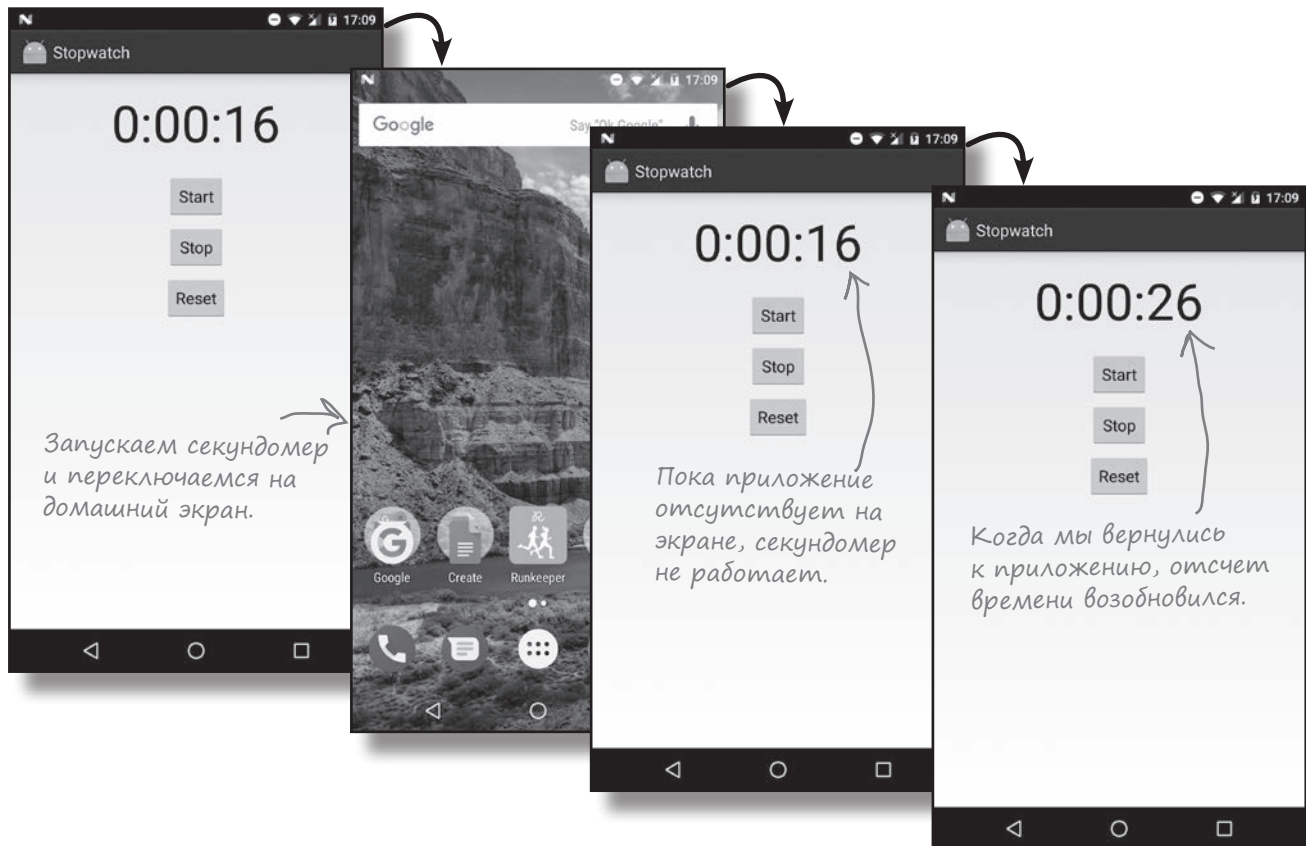 17:09
Stopwatch
0:00:16
Start
Stop
Reset
Запускаем секундомер
и переключаемся на
домашний экран.
17:09
Google
Say "Ok Google"
G
Google
Create
Runkeeper
17:09
Stopwatch
0:00:16
Start
Stop
Reset
Пока приложение
отсутствует на
экране, секундомер
не работает.
17:09
Stopwatch
0:00:26
Start
Stop
Reset
Когда мы вернулись
к приложению, отсчет
времени возобновился.